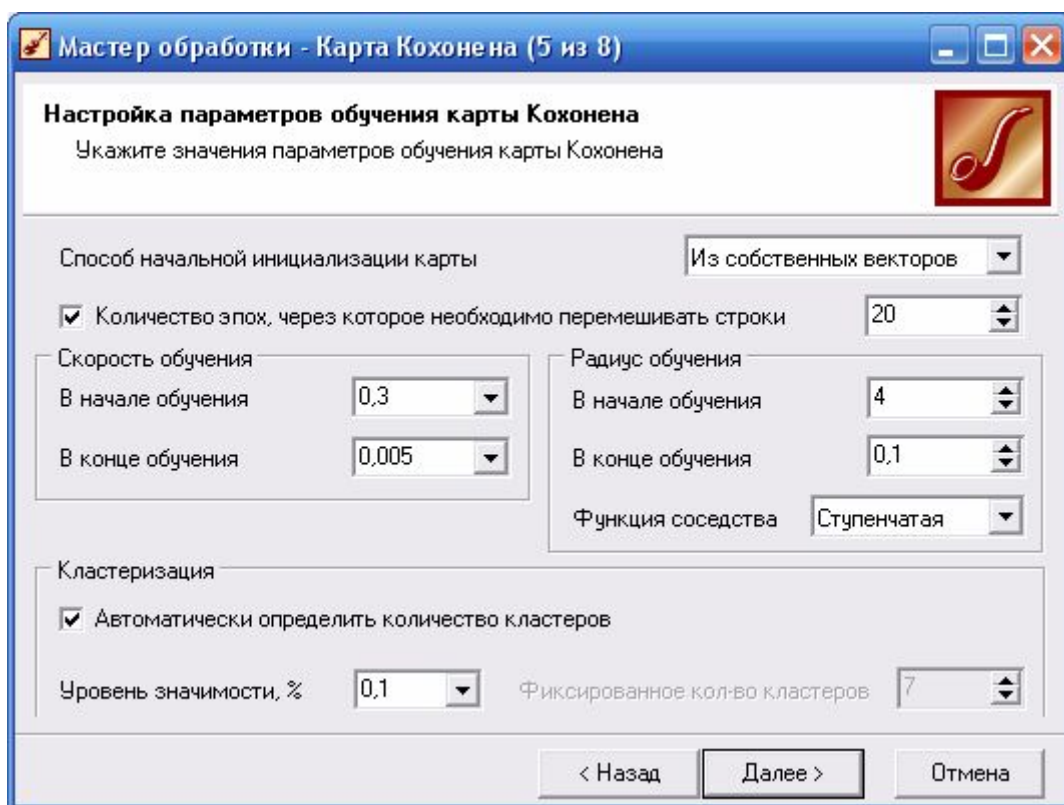 Мастер обработки - Карта Кохонена (5 из 8)
Настройка параметров обучения карты Кохонена
Укажите значения параметров обучения карты Кохонена
Способ начальной инициализации карты Из собственных векторов
Количество эпох, через которое необходимо перемешивать строки 20
Скорость обучения
В начале обучения 0,3
В конце обучения 0,005
Радиус обучения
В начале обучения 4
В конце обучения 0,1
Функция соседства Ступенчатая
Кластеризация
Автоматически определить количество кластеров
Уровень значимости, % 0,1 Фиксированное кол-во кластеров 7
< Назад Далее > Отмена